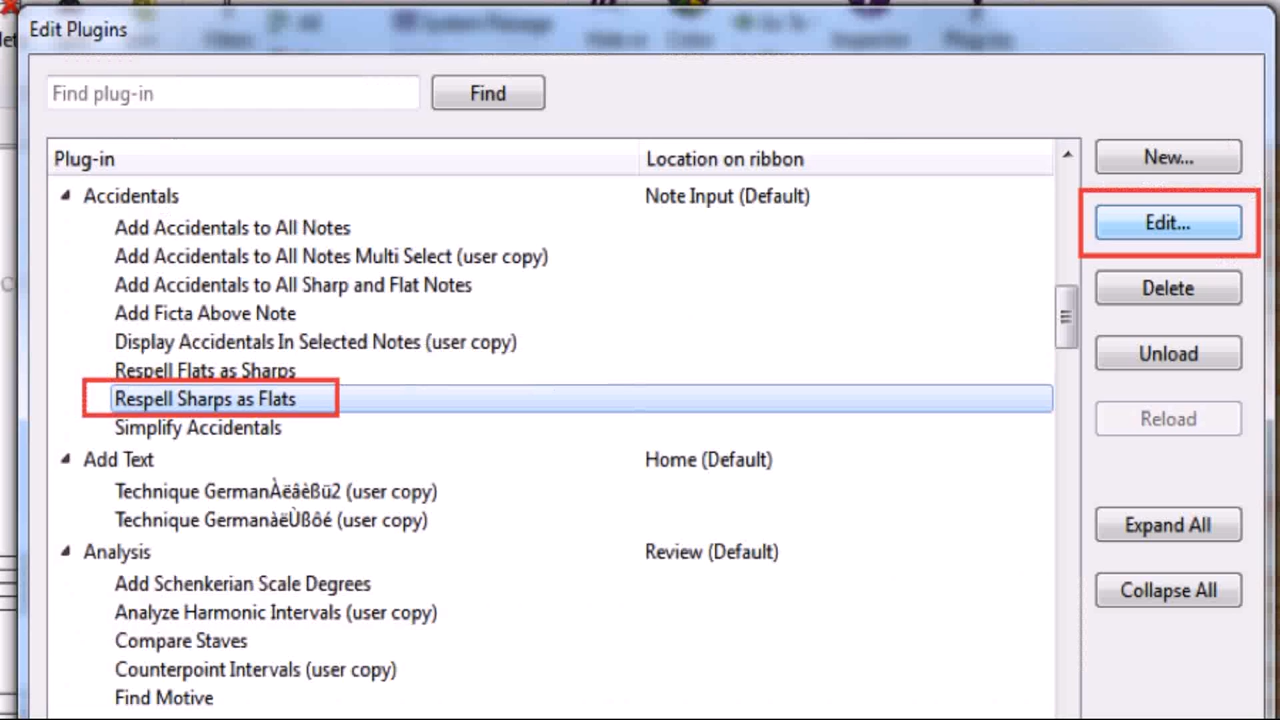 Edit Plugins
Find plug-in
Find
Plug-in
Location on ribbon
New...
Accidentals
Note Input (Default)
Add Accidentals to All Notes
Edit...
Add Accidentals to All Notes Multi Select (user copy)
Add Accidentals to All Sharp and Flat Notes
Delete
Add Ficta Above Note
Display Accidentals In Selected Notes (user copy)
Unload
Respell Flats as Sharps
Respell Sharps as Flats
Reload
Simplify Accidentals
Add Text
Home (Default)
Technique GermanÀëâèßü2 (user copy)
Technique GermanàëÙßôé (user copy)
Expand All
Analysis
Review (Default)
Add Schenkerian Scale Degrees
Collapse All
Analyze Harmonic Intervals (user copy)
Compare Staves
Counterpoint Intervals (user copy)
Find Motive